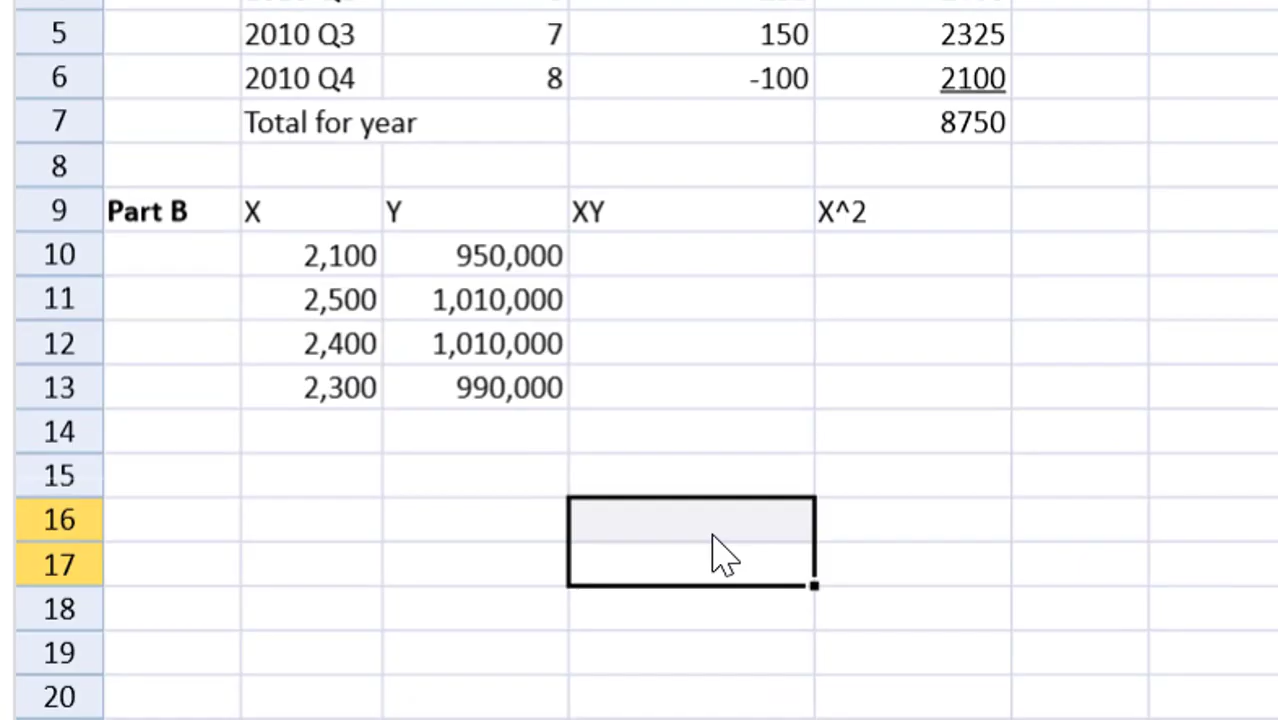 5 2010 Q3 7 150 2325
6 2010 Q4 8 -100 2100
7 Total for year 8750
8
9 Part B X Y XY X^2
10 2,100 950,000
11 2,500 1,010,000
12 2,400 1,010,000
13 2,300 990,000
14
15
16
17
18
19
20